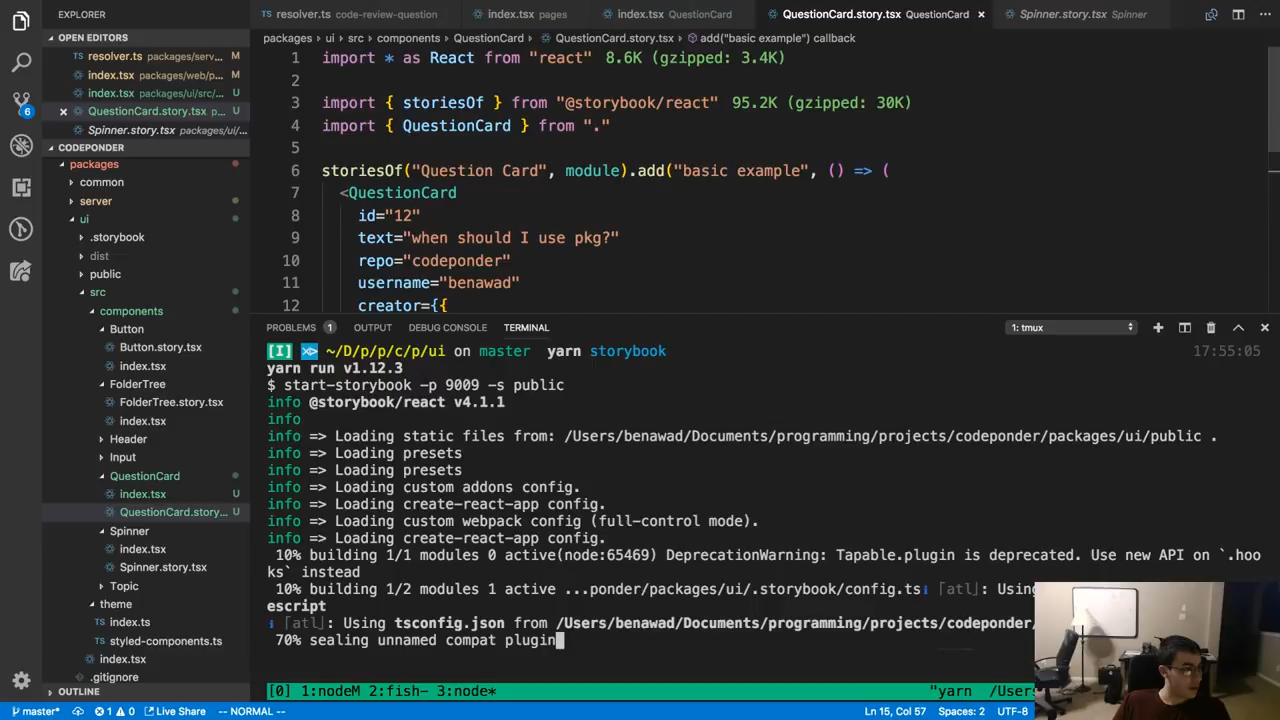 EXPLORER
OPEN EDITORS
resolver.ts packages/serv... M
index.tsx packages/web/p... M
index.tsx packages/ui/src/... U
QuestionCard.story.tsx p... U
Spinner.story.tsx packages/ui/...
CODEPONDER
packages
common
server
ui
.storybook
dist
public
src
components
Button
Button.story.tsx
index.tsx
FolderTree
FolderTree.story.tsx
index.tsx
Header
Input
QuestionCard
index.tsx U
QuestionCard.story... U
Spinner
index.tsx
Spinner.story.tsx
Topic
theme
index.ts
styled-components.ts
index.tsx
.gitignore
OUTLINE
6
resolver.ts code-review-question
index.tsx pages
index.tsx QuestionCard
QuestionCard.story.tsx QuestionCard
Spinner.story.tsx Spinner
packages ▸ ui ▸ src ▸ components ▸ QuestionCard ▸ QuestionCard.story.tsx ▸ add("basic example") callback
1 import * as React from "react" 8.6K (gzipped: 3.4K)
2
3 import { storiesOf } from "@storybook/react" 95.2K (gzipped: 30K)
4 import { QuestionCard } from "."
5
6 storiesOf("Question Card", module).add("basic example", () => (
7 <QuestionCard
8 id="12"
9 text="when should I use pkg?"
10 repo="codeponder"
11 username="benawad"
12 creator={{
PROBLEMS 1 OUTPUT DEBUG CONSOLE TERMINAL 1: tmux
[I] ~/D/p/p/c/p/ui on master yarn storybook 17:55:05
yarn run v1.12.3
$ start-storybook -p 9009 -s public
info @storybook/react v4.1.1
info
info => Loading static files from: /Users/benawad/Documents/programming/projects/codeponder/packages/ui/public .
info => Loading presets
info => Loading presets
info => Loading custom addons config.
info => Loading create-react-app config.
info => Loading custom webpack config (full-control mode).
info => Loading create-react-app config.
10% building 1/1 modules 0 active(node:65469) DeprecationWarning: Tapable.plugin is deprecated. Use new API on `.hoo
ks` instead
10% building 1/2 modules 1 active ...ponder/packages/ui/.storybook/config.tsℹ ｢atl｣: Using
escript
ℹ ｢atl｣: Using tsconfig.json from /Users/benawad/Documents/programming/projects/codeponder/
70% sealing unnamed compat plugin
[0] 1:nodeM 2:fish- 3:node* "yarn /Users
master* 1 0 Live Share -- NORMAL -- Ln 15, Col 57 Spaces: 2 UTF-8